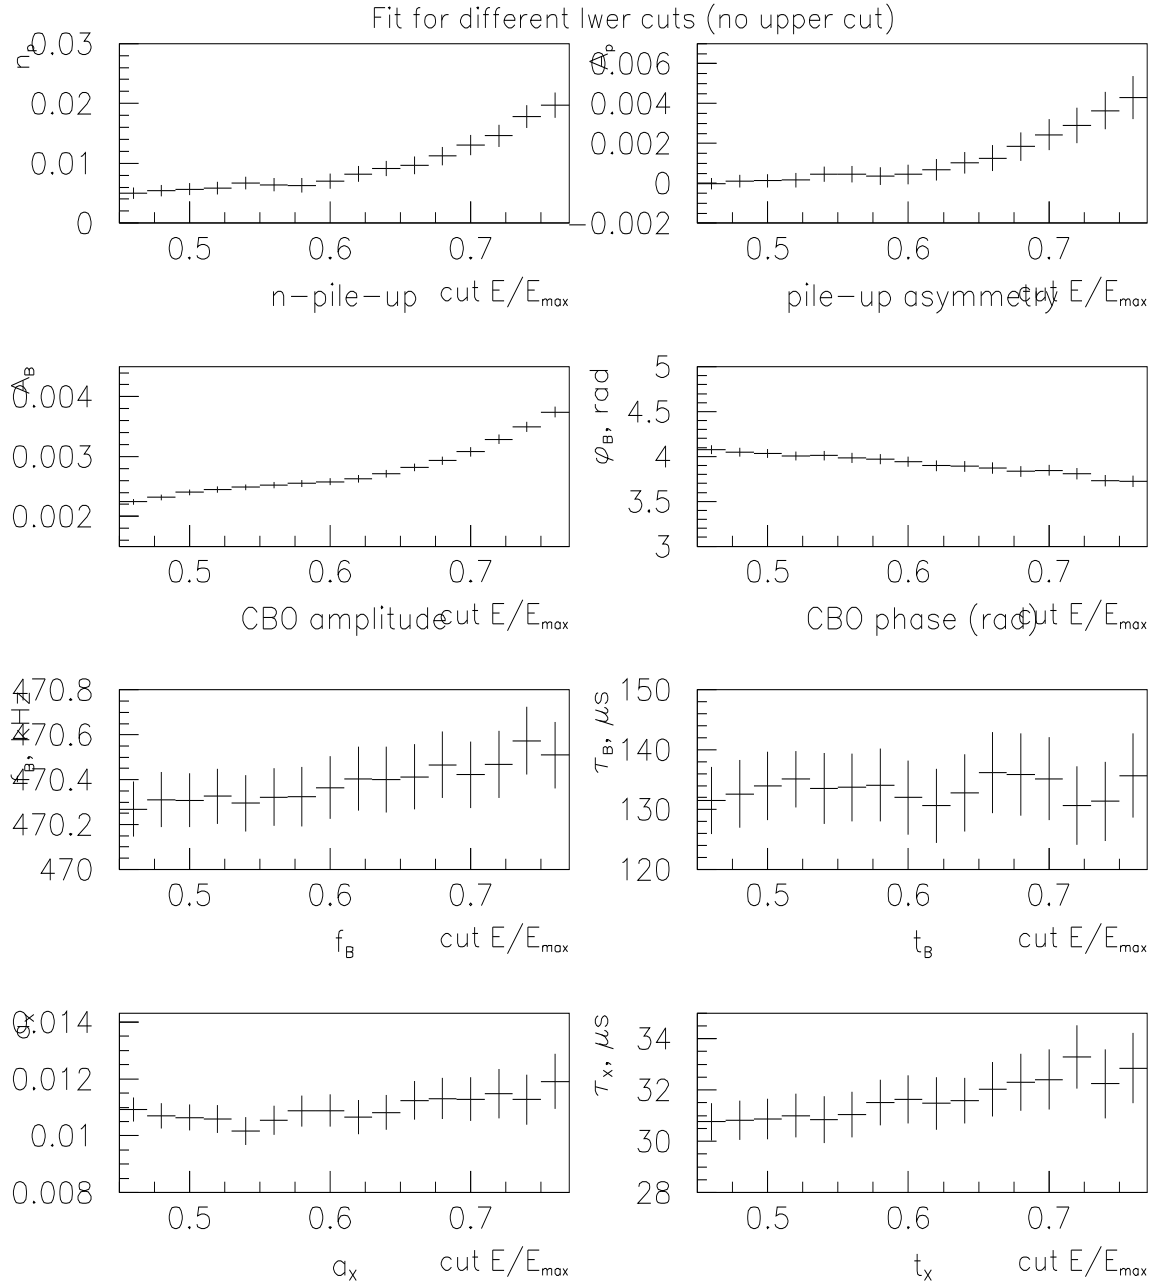 Fit for different lwer cuts (no upper cut)
n_p
0.03
0.02
0.01
0
0.5 0.6 0.7
n-pile-up cut E/E_max
A_p
0.006
0.004
0.002
0
-0.002
0.5 0.6 0.7
pile-up asymmetry cut E/E_max
A_B
0.004
0.003
0.002
0.5 0.6 0.7
CBO amplitude cut E/E_max
φ_B, rad
5
4.5
4
3.5
3
0.5 0.6 0.7
CBO phase (rad) cut E/E_max
f_B, kHz
470.8
470.6
470.4
470.2
470
0.5 0.6 0.7
f_B cut E/E_max
τ_B, μs
150
140
130
120
0.5 0.6 0.7
t_B cut E/E_max
a_x
0.014
0.012
0.01
0.008
0.5 0.6 0.7
a_x cut E/E_max
τ_x, μs
34
32
30
28
0.5 0.6 0.7
t_x cut E/E_max